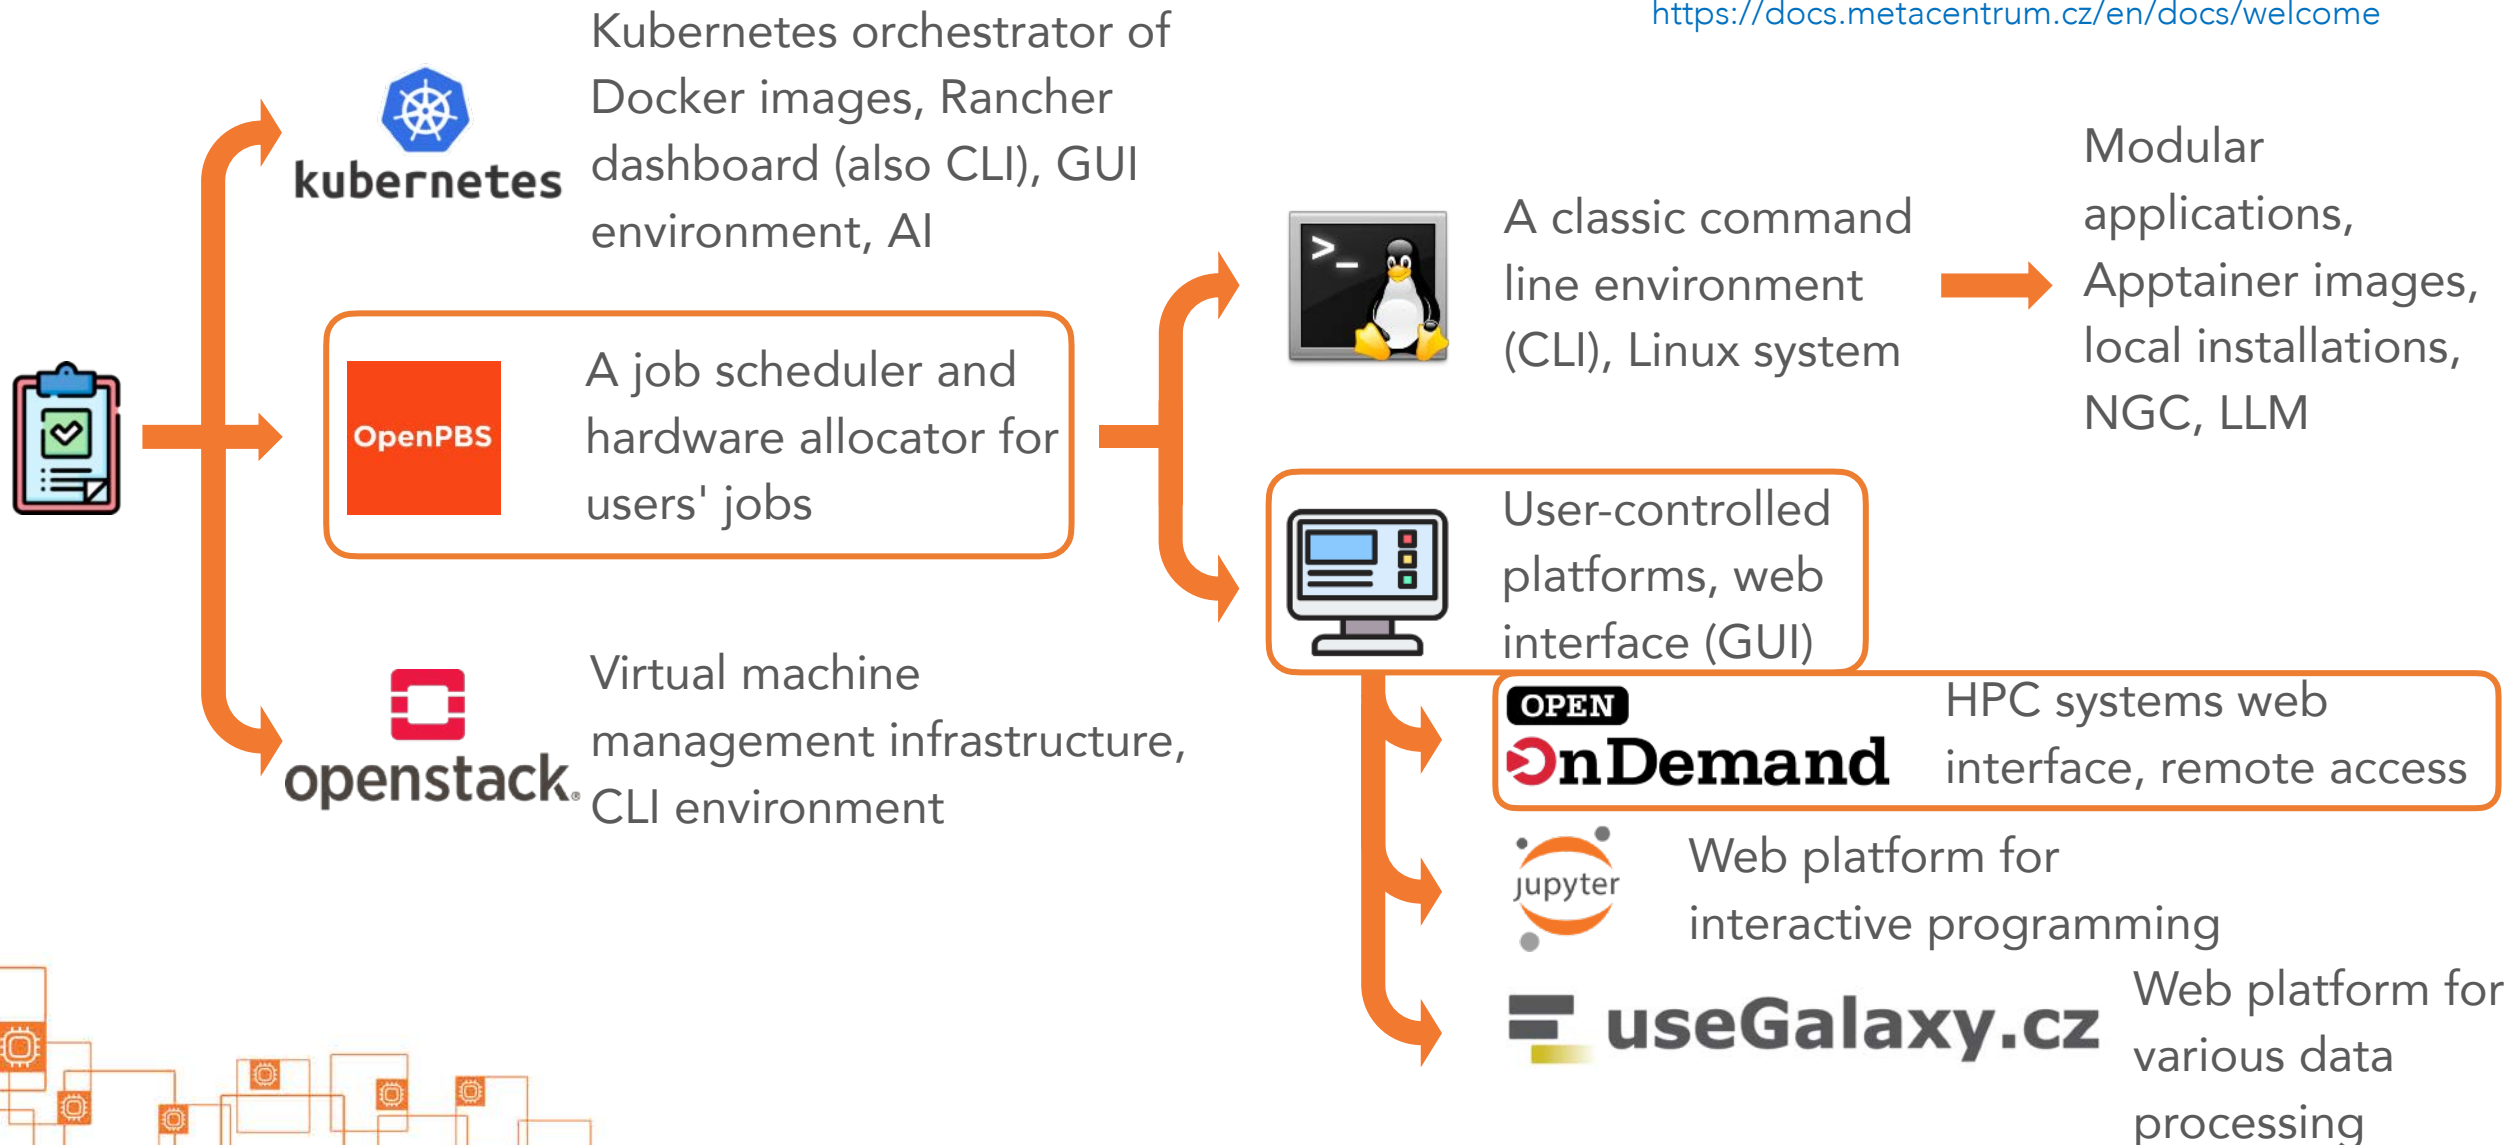 https://docs.metacentrum.cz/en/docs/welcome
Kubernetes orchestrator of
Docker images, Rancher
dashboard (also CLI), GUI
environment, AI
kubernetes
OpenPBS
A job scheduler and
hardware allocator for
users' jobs
openstack.
Virtual machine
management infrastructure,
CLI environment
>_
A classic command
line environment
(CLI), Linux system
Modular
applications,
Apptainer images,
local installations,
NGC, LLM
User-controlled
platforms, web
interface (GUI)
OPEN
OnDemand
HPC systems web
interface, remote access
jupyter
Web platform for
interactive programming
useGalaxy.cz
Web platform for
various data
processing